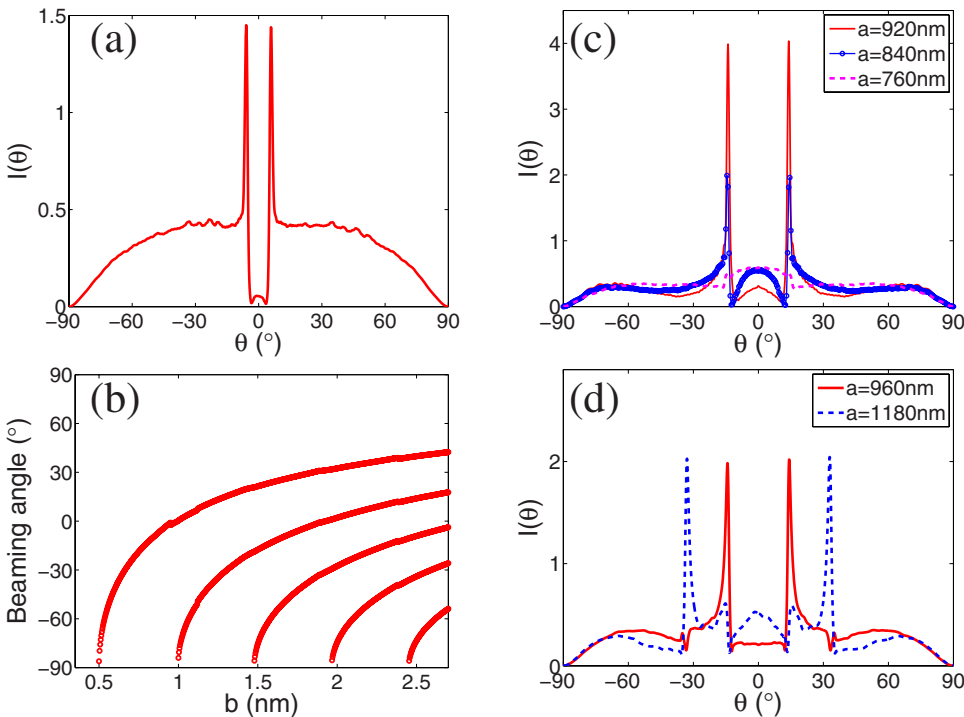 (a)
I(θ)
1.5
1
0.5
0
−90 −60 −30 0 30 60 90
θ (°)
(b)
Beaming angle (°)
90
60
30
0
−30
−60
−90
0.5 1 1.5 2 2.5
b (nm)
(c)
a=920nm
a=840nm
a=760nm
I(θ)
4
3
2
1
0
−90 −60 −30 0 30 60 90
θ (°)
(d)
a=960nm
a=1180nm
I(θ)
3
2
1
0
−90 −60 −30 0 30 60 90
θ (°)